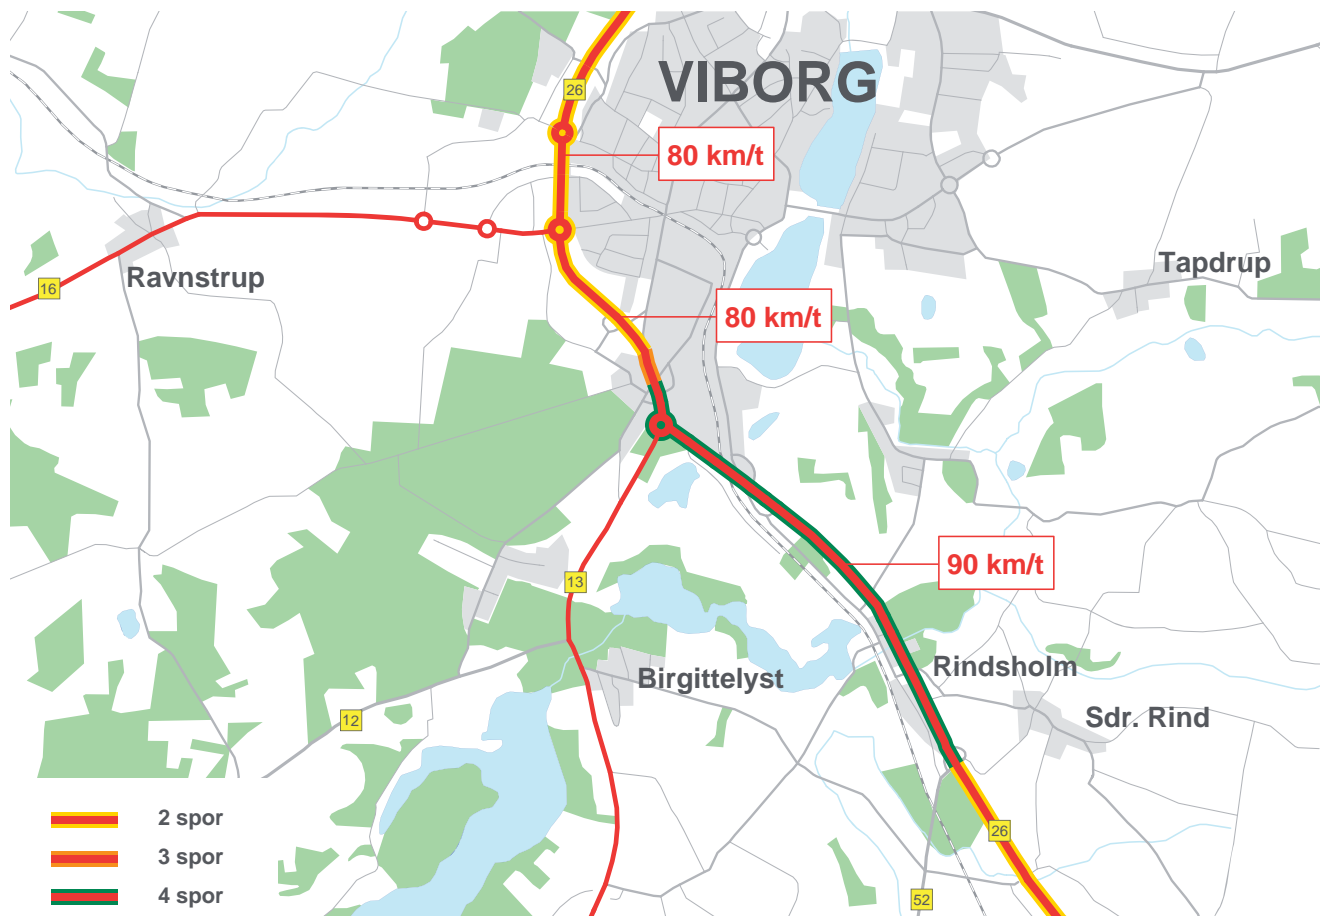 VIBORG
26
80 km/t
Tapdrup
Ravnstrup
16
80 km/t
90 km/t
13
Rindsholm
Birgittelyst
Sdr. Rind
12
2 spor
26
3 spor
4 spor
52